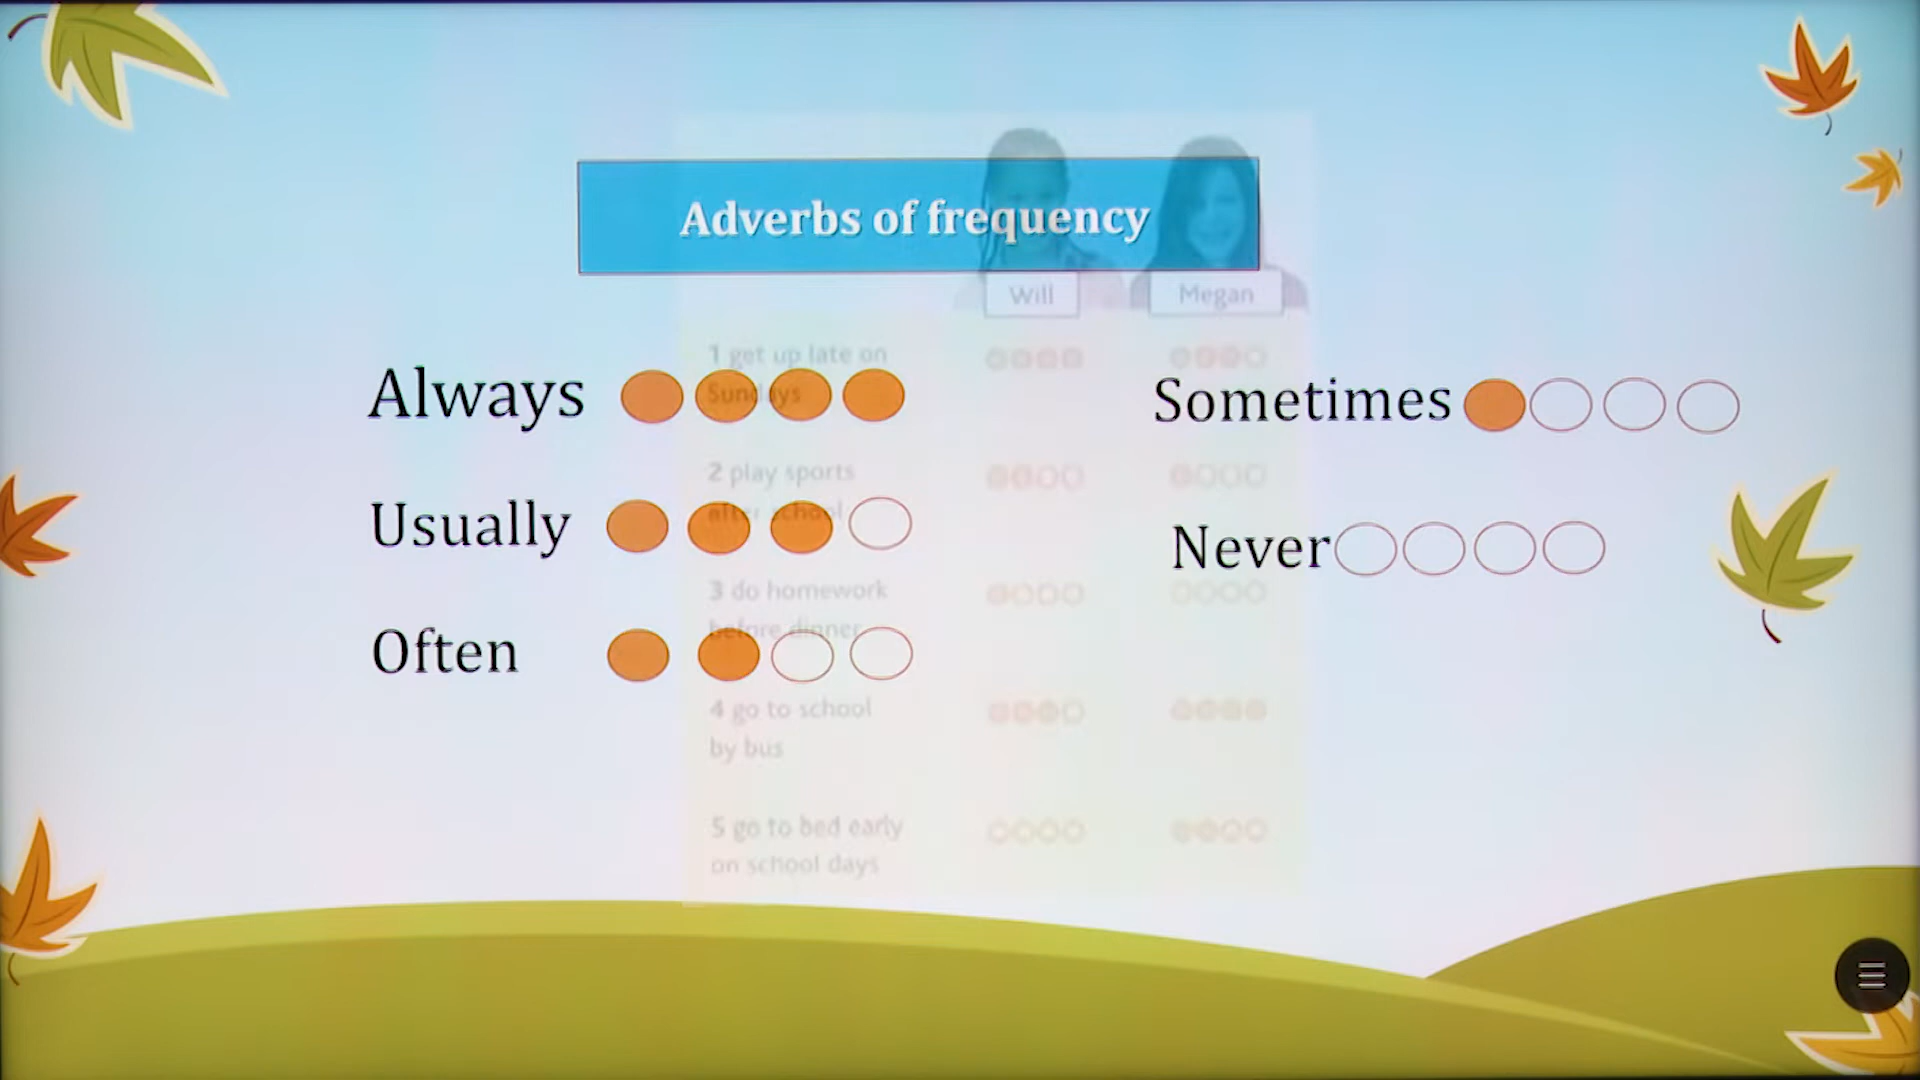 Adverbs of frequency
Will
Megan
Always
Usually
Often
Sometimes
Never
1 get up late on
Sundays
2 play sports
after school
3 do homework
before dinner
4 go to school
by bus
5 go to bed early
on school days